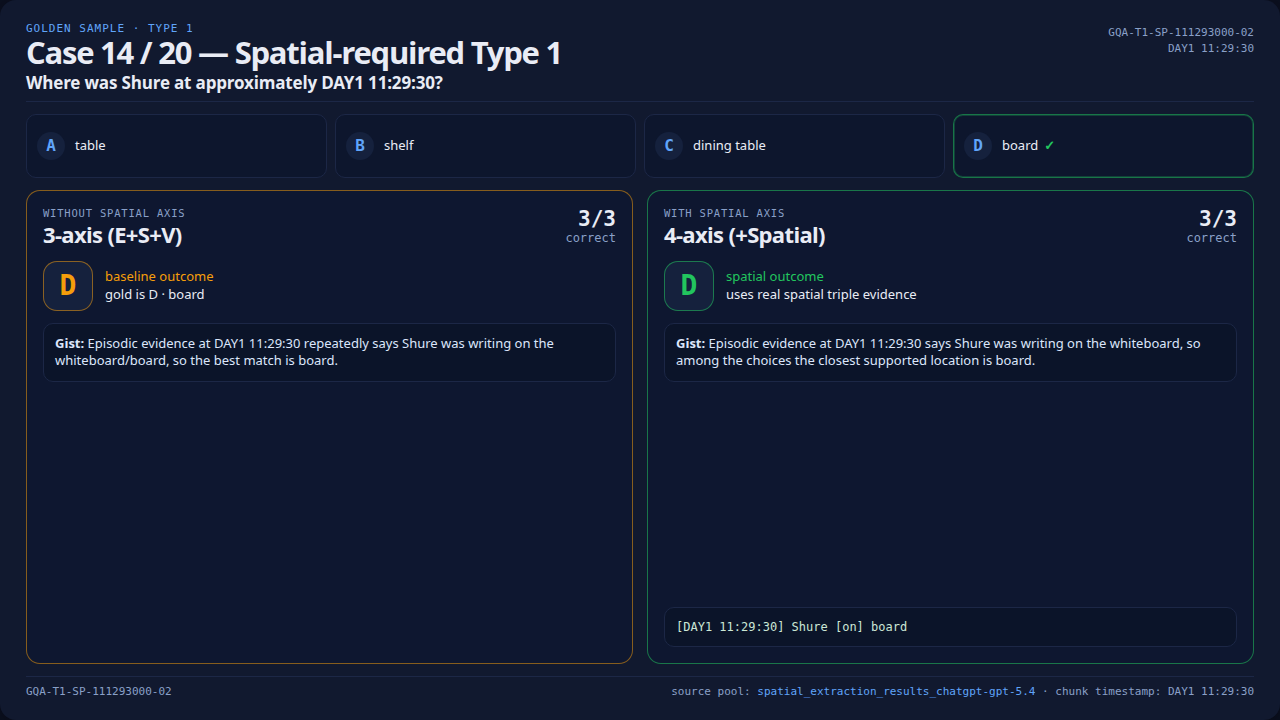 GOLDEN SAMPLE · TYPE 1
Case 14 / 20 — Spatial-required Type 1
Where was Shure at approximately DAY1 11:29:30?
GQA-T1-SP-111293000-02
DAY1 11:29:30
A table
B shelf
C dining table
D board ✓
WITHOUT SPATIAL AXIS
3-axis (E+S+V)
3/3
correct
D
baseline outcome
gold is D · board
Gist: Episodic evidence at DAY1 11:29:30 repeatedly says Shure was writing on the
whiteboard/board, so the best match is board.
WITH SPATIAL AXIS
4-axis (+Spatial)
3/3
correct
D
spatial outcome
uses real spatial triple evidence
Gist: Episodic evidence at DAY1 11:29:30 says Shure was writing on the whiteboard, so
among the choices the closest supported location is board.
[DAY1 11:29:30] Shure [on] board
GQA-T1-SP-111293000-02
source pool: spatial_extraction_results_chatgpt-gpt-5.4 · chunk timestamp: DAY1 11:29:30